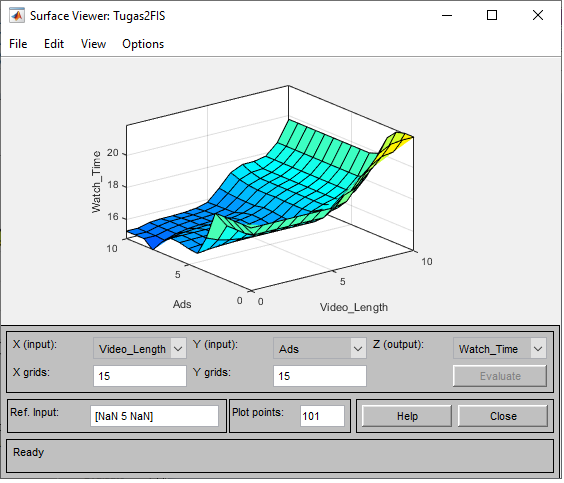 Surface Viewer: Tugas2FIS
File Edit View Options
20
18
16
Watch_Time
10
5
0
Ads
0
5
10
Video_Length
X (input): Video_Length Y (input): Ads Z (output): Watch_Time
X grids: 15 Y grids: 15 Evaluate
Ref. Input: [NaN 5 NaN] Plot points: 101 Help Close
Ready